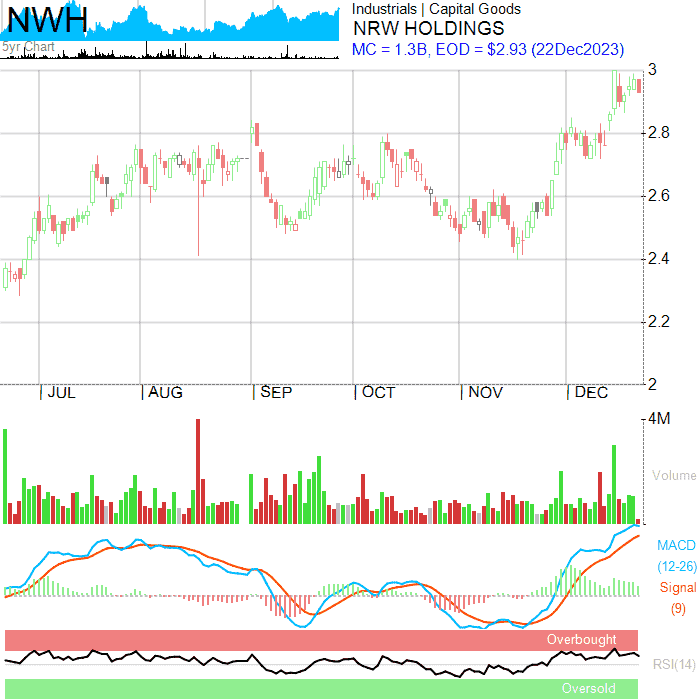 NWH
5yr Chart
Industrials | Capital Goods
NRW HOLDINGS
MC = 1.3B, EOD = $2.93 (22Dec2023)
3
2.8
2.6
2.4
2.2
2
JUL AUG SEP OCT NOV DEC
4M
Volume
MACD
(12-26)
Signal
(9)
Overbought
RSI(14)
Oversold